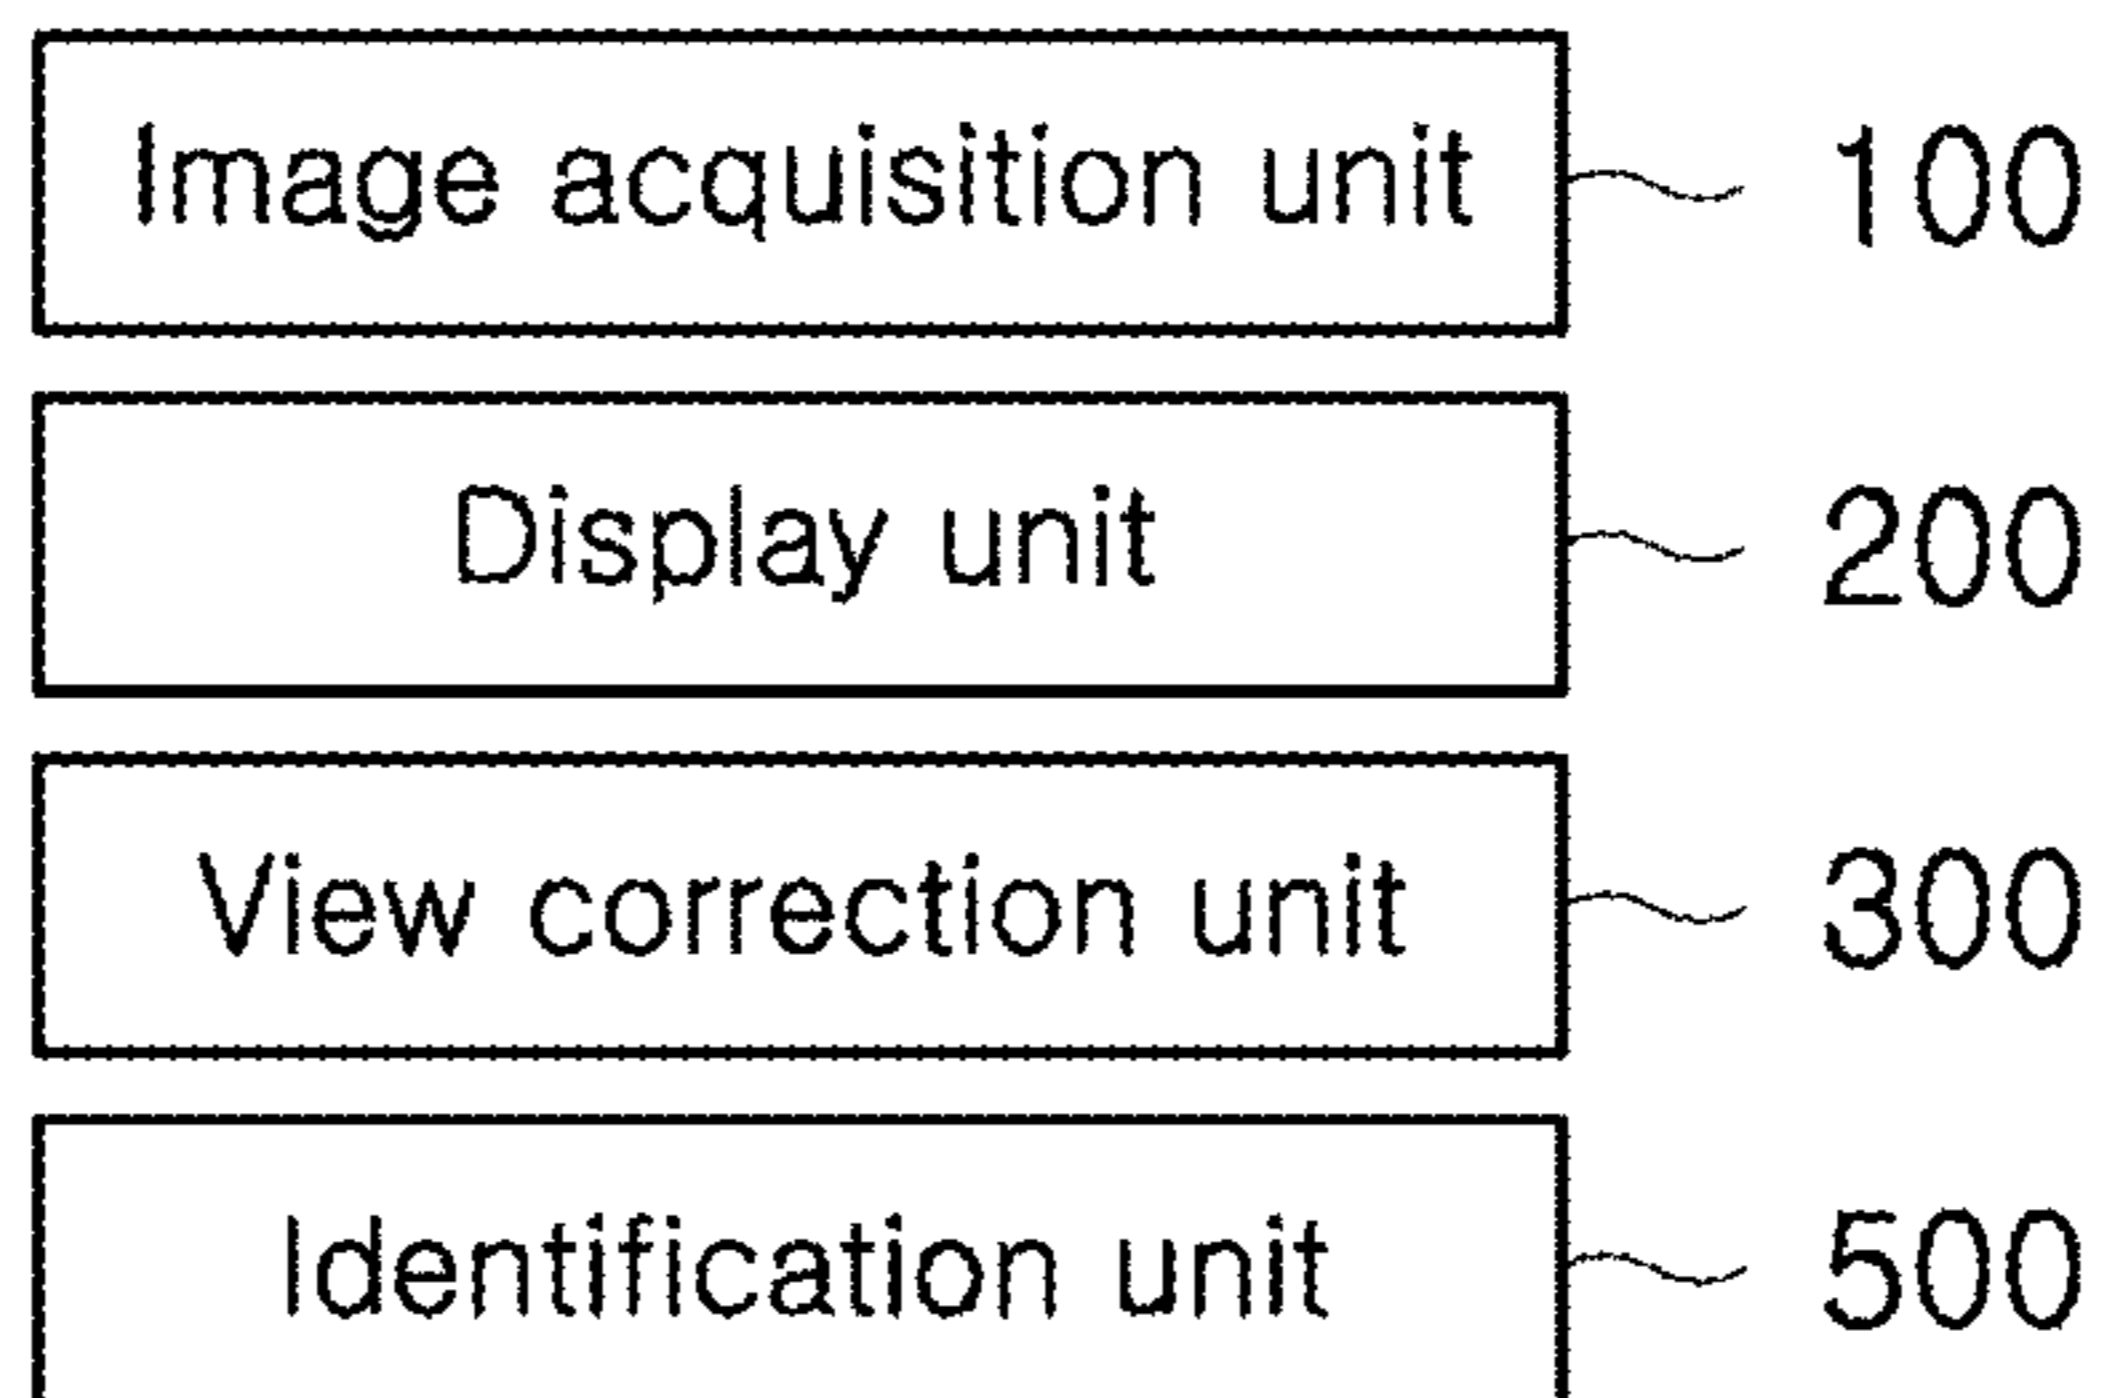 Image acquisition unit 100
Display unit 200
View correction unit 300
Identification unit 500